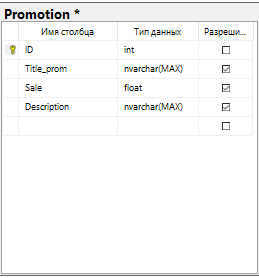 Promotion *
Имя столбца Тип данных Разреши...
ID int
Title_prom nvarchar(MAX)
Sale float
Description nvarchar(MAX)